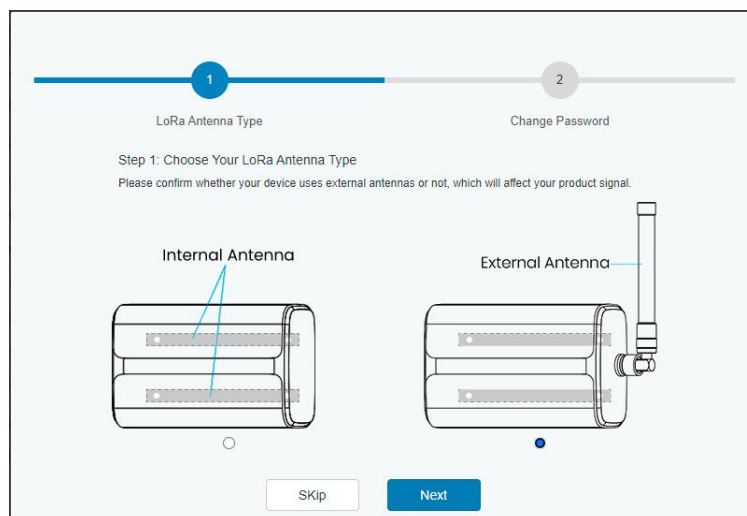 1
2
LoRa Antenna Type
Change Password
Step 1: Choose Your LoRa Antenna Type
Please confirm whether your device uses external antennas or not, which will affect your product signal.
Internal Antenna
External Antenna
SKip
Next